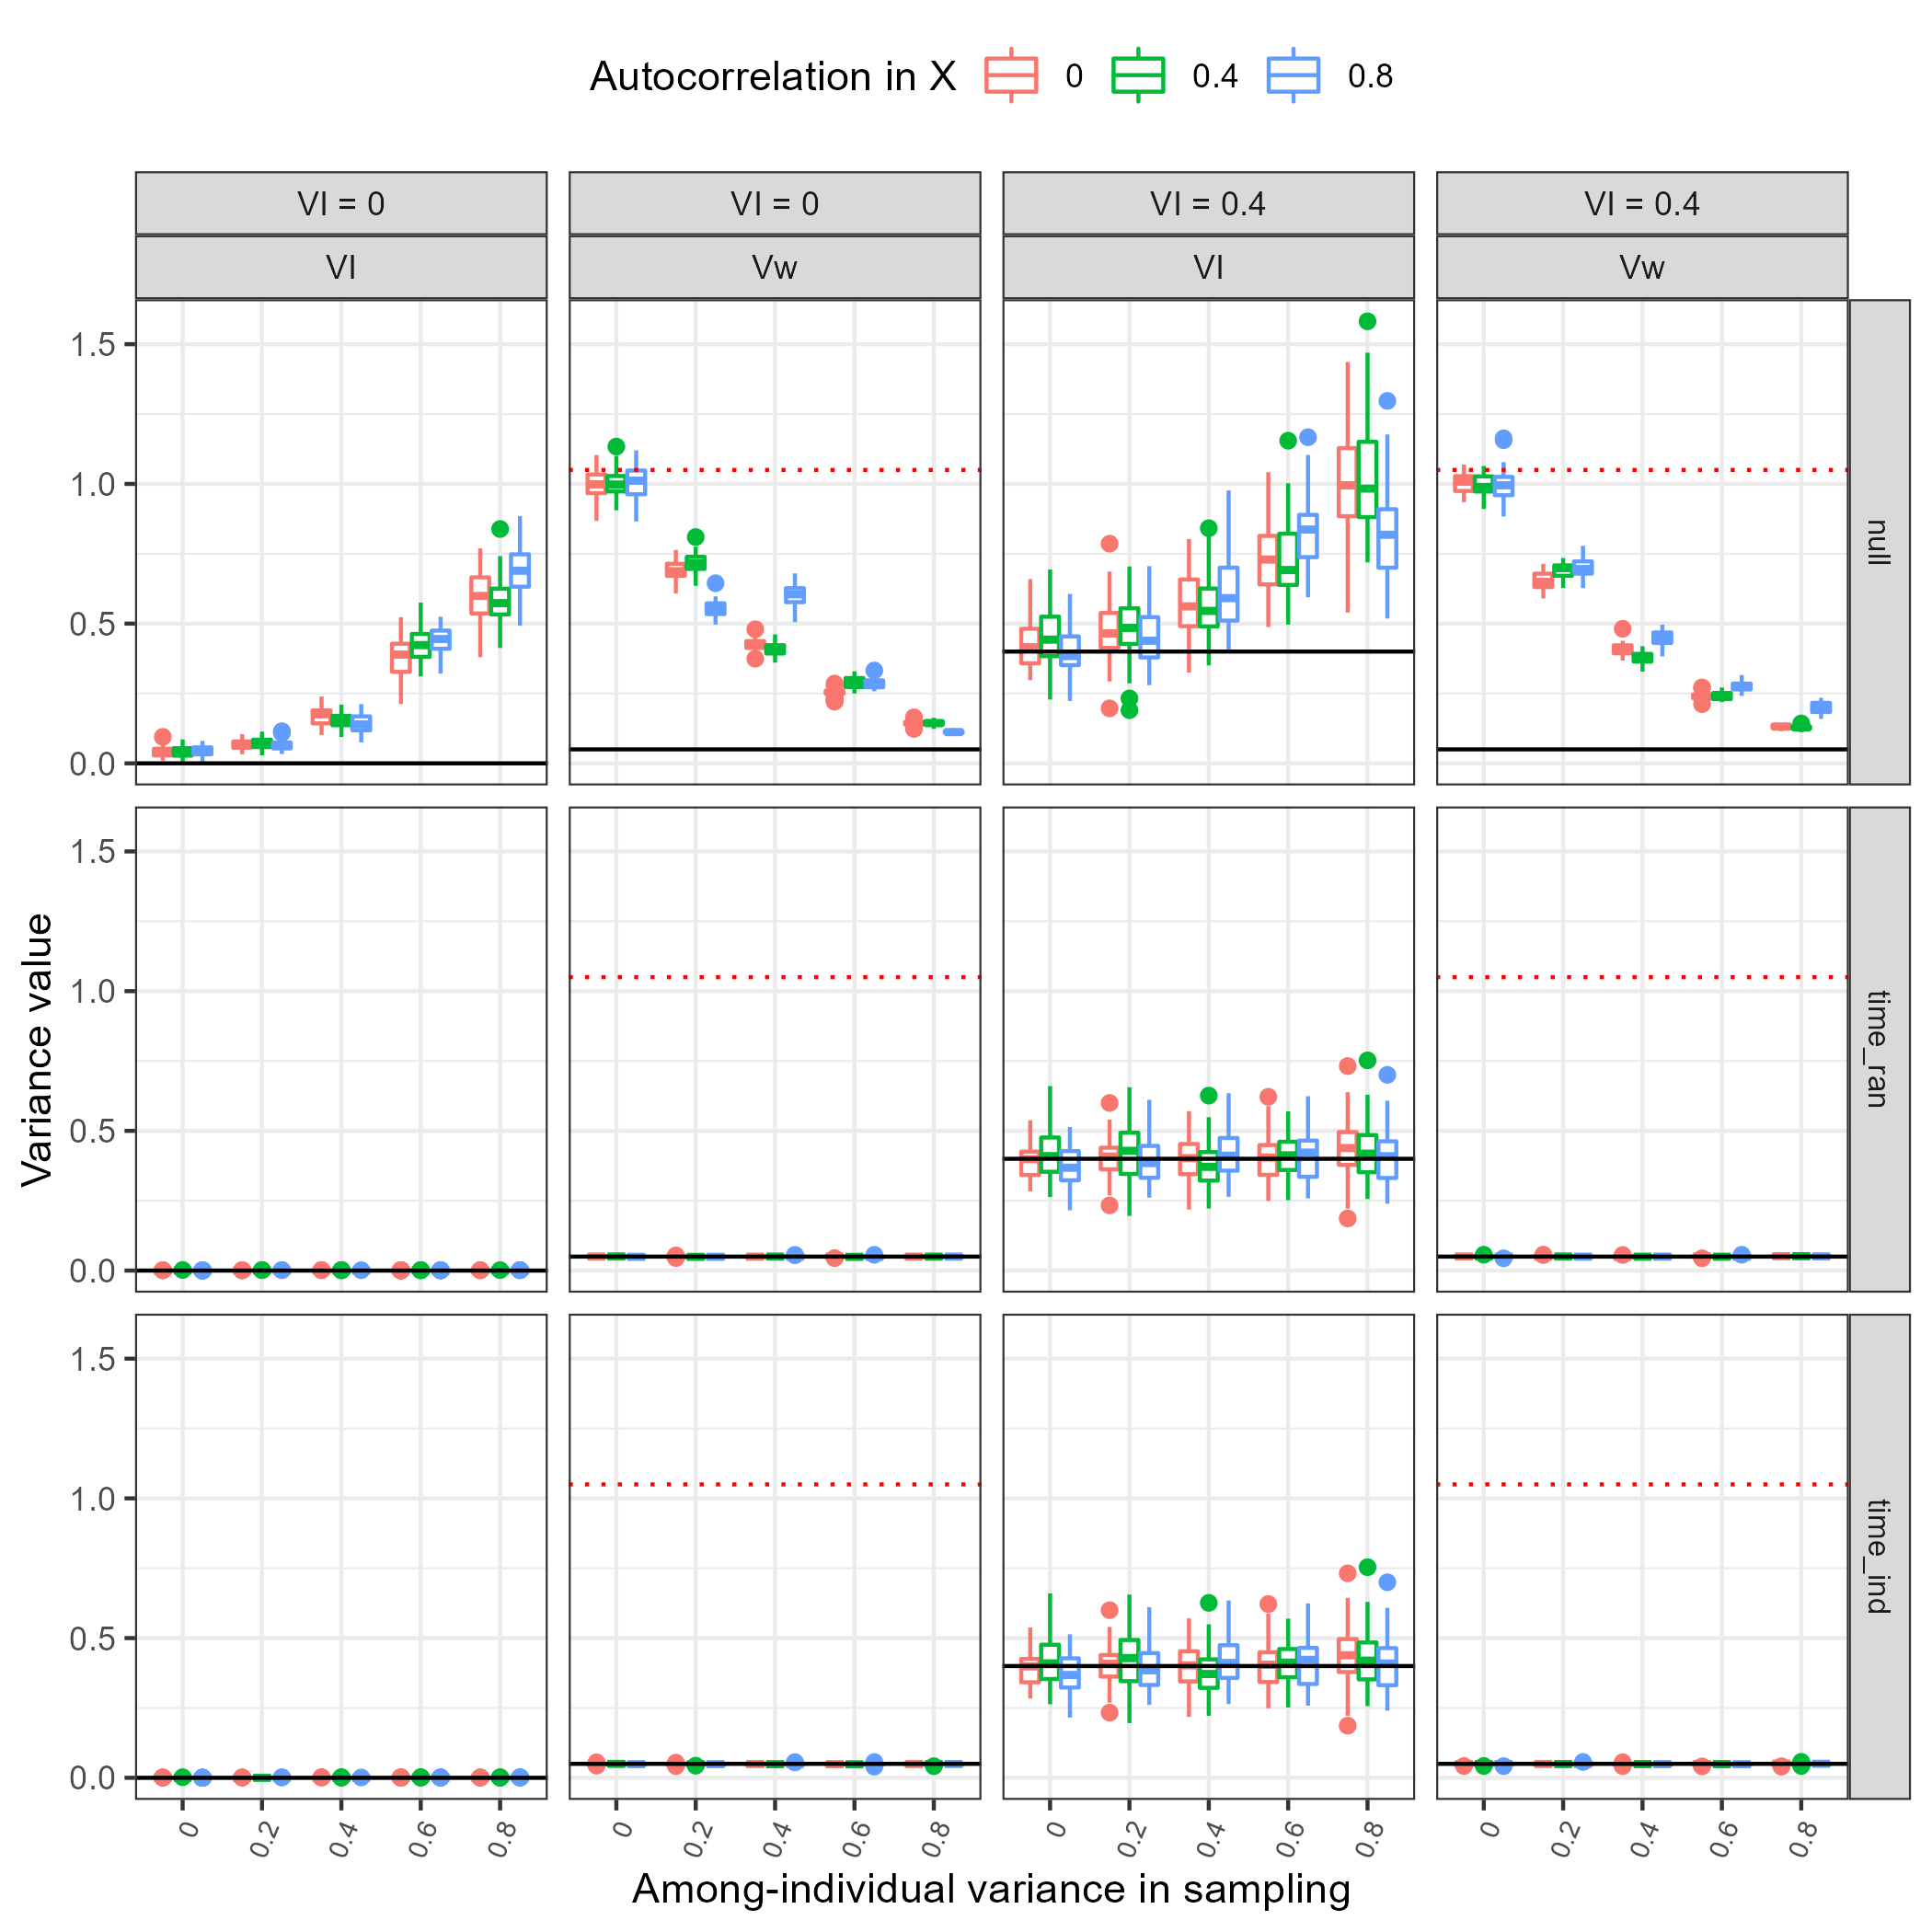 Autocorrelation in X 0 0.4 0.8
VI = 0 VI = 0 VI = 0.4 VI = 0.4
VI Vw VI Vw
1.5
1.0
0.5
0.0
null
1.5
1.0
0.5
0.0
time_ran
1.5
1.0
0.5
0.0
time_ind
Variance value
0 0.2 0.4 0.6 0.8 0 0.2 0.4 0.6 0.8 0 0.2 0.4 0.6 0.8 0 0.2 0.4 0.6 0.8
Among-individual variance in sampling